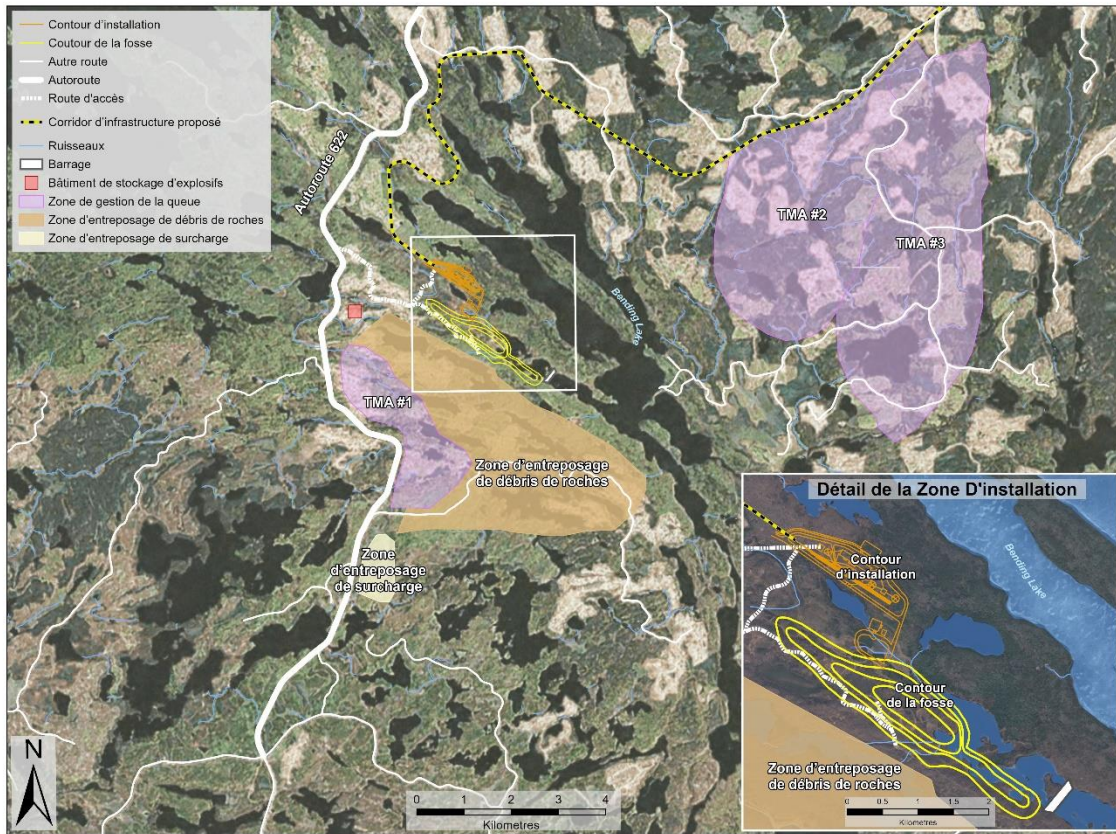 Contour d'installation
Coutour de la fosse
Autre route
Autoroute
Route d'accès
Corridor d'infrastructure proposé
Ruisseaux
Barrage
Bâtiment de stockage d'explosifs
Zone de gestion de la queue
Zone d'entreposage de débris de roches
Zone d'entreposage de surcharge
Autoroute 622
Bending Lake
TMA #2
TMA #3
TMA #1
Zone d'entreposage
de débris de roches
Zone
d'entreposage
de surcharge
N
0 1 2 3 4
Kilometres
Détail de la Zone D'installation
Contour
d'installation
Bending Lake
Contour
de la fosse
Zone d'entreposage
de débris de roches
0 0.5 1 1.5 2
Kilometres